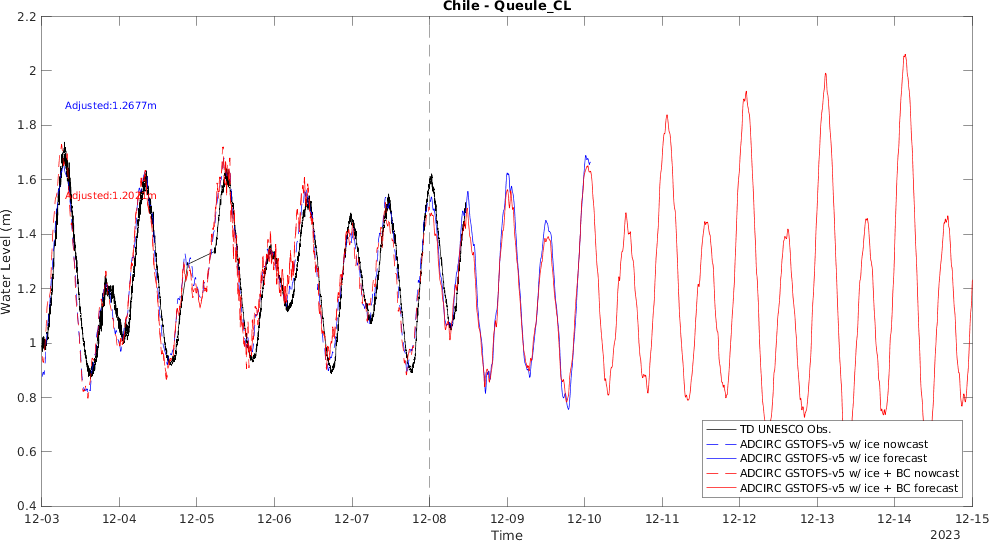 Chile - Queule_CL
2.2
2
1.8
1.6
1.4
1.2
1
0.8
0.6
0.4
Water Level (m)
Adjusted:1.2677m
TD UNESCO Obs.
ADCIRC GSTOFS-v5 w/ ice nowcast
ADCIRC GSTOFS-v5 w/ ice forecast
ADCIRC GSTOFS-v5 w/ ice + BC nowcast
ADCIRC GSTOFS-v5 w/ ice + BC forecast
12-03 12-04 12-05 12-06 12-07 12-08 12-09 12-10 12-11 12-12 12-13 12-14 12-15
Time
2023